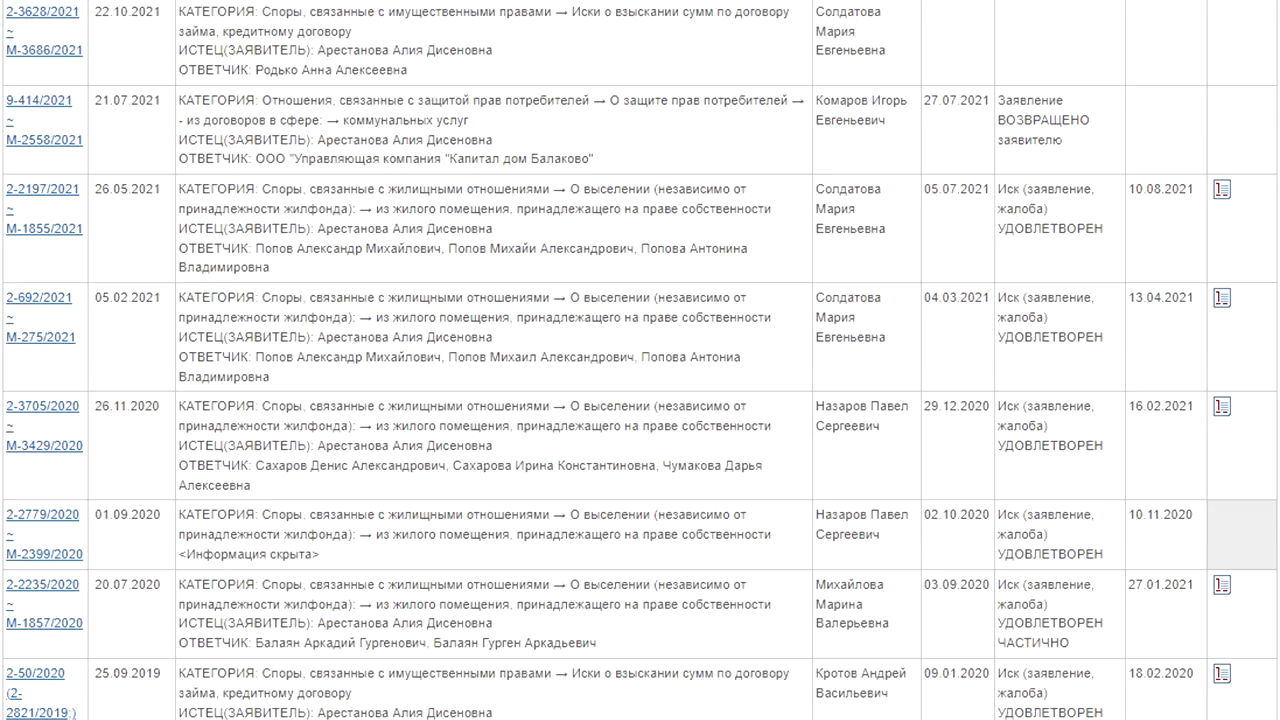 2-3628/2021 22.10.2021 КАТЕГОРИЯ: Споры, связанные с имущественными правами → Иски о взыскании сумм по договору Солдатова
~ займа, кредитному договору Мария
М-3686/2021 ИСТЕЦ(ЗАЯВИТЕЛЬ): Арестанова Алия Дисеновна Евгеньевна
ОТВЕТЧИК: Родько Анна Алексеевна
9-414/2021 21.07.2021 КАТЕГОРИЯ: Отношения, связанные с защитой прав потребителей → О защите прав потребителей → Комаров Игорь 27.07.2021 Заявление
~ - из договоров в сфере: → коммунальных услуг Евгеньевич ВОЗВРАЩЕНО
М-2558/2021 ИСТЕЦ(ЗАЯВИТЕЛЬ): Арестанова Алия Дисеновна заявителю
ОТВЕТЧИК: ООО "Управляющая компания "Капитал дом Балаково"
2-2197/2021 26.05.2021 КАТЕГОРИЯ: Споры, связанные с жилищными отношениями → О выселении (независимо от Солдатова 05.07.2021 Иск (заявление, 10.08.2021
~ принадлежности жилфонда): → из жилого помещения, принадлежащего на праве собственности Мария жалоба)
М-1855/2021 ИСТЕЦ(ЗАЯВИТЕЛЬ): Арестанова Алия Дисеновна Евгеньевна УДОВЛЕТВОРЕН
ОТВЕТЧИК: Попов Александр Михайлович, Попов Михайи Александрович, Попова Антонина
Владимировна
2-692/2021 05.02.2021 КАТЕГОРИЯ: Споры, связанные с жилищными отношениями → О выселении (независимо от Солдатова 04.03.2021 Иск (заявление, 13.04.2021
~ принадлежности жилфонда): → из жилого помещения, принадлежащего на праве собственности Мария жалоба)
М-275/2021 ИСТЕЦ(ЗАЯВИТЕЛЬ): Арестанова Алия Дисеновна Евгеньевна УДОВЛЕТВОРЕН
ОТВЕТЧИК: Попов Александр Михайлович, Попов Михаил Александрович, Попова Антониа
Владимировна
2-3705/2020 26.11.2020 КАТЕГОРИЯ: Споры, связанные с жилищными отношениями → О выселении (независимо от Назаров Павел 29.12.2020 Иск (заявление, 16.02.2021
~ принадлежности жилфонда): → из жилого помещения, принадлежащего на праве собственности Сергеевич жалоба)
М-3429/2020 ИСТЕЦ(ЗАЯВИТЕЛЬ): Арестанова Алия Дисеновна УДОВЛЕТВОРЕН
ОТВЕТЧИК: Сахаров Денис Александрович, Сахарова Ирина Константиновна, Чумакова Дарья
Алексеевна
2-2779/2020 01.09.2020 КАТЕГОРИЯ: Споры, связанные с жилищными отношениями → О выселении (независимо от Назаров Павел 02.10.2020 Иск (заявление, 10.11.2020
~ принадлежности жилфонда): → из жилого помещения, принадлежащего на праве собственности Сергеевич жалоба)
М-2399/2020 <Информация скрыта> УДОВЛЕТВОРЕН
2-2235/2020 20.07.2020 КАТЕГОРИЯ: Споры, связанные с жилищными отношениями → О выселении (независимо от Михайлова 03.09.2020 Иск (заявление, 27.01.2021
~ принадлежности жилфонда): → из жилого помещения, принадлежащего на праве собственности Марина жалоба)
М-1857/2020 ИСТЕЦ(ЗАЯВИТЕЛЬ): Арестанова Алия Дисеновна Валерьевна УДОВЛЕТВОРЕН
ОТВЕТЧИК: Балаян Аркадий Гургенович, Балаян Гурген Аркадьевич ЧАСТИЧНО
2-50/2020 25.09.2019 КАТЕГОРИЯ: Споры, связанные с имущественными правами → Иски о взыскании сумм по договору Кротов Андрей 09.01.2020 Иск (заявление, 18.02.2020
(2- займа, кредитному договору Васильевич жалоба)
2821/2019;) ИСТЕЦ(ЗАЯВИТЕЛЬ): Арестанова Алия Дисеновна УДОВЛЕТВОРЕН